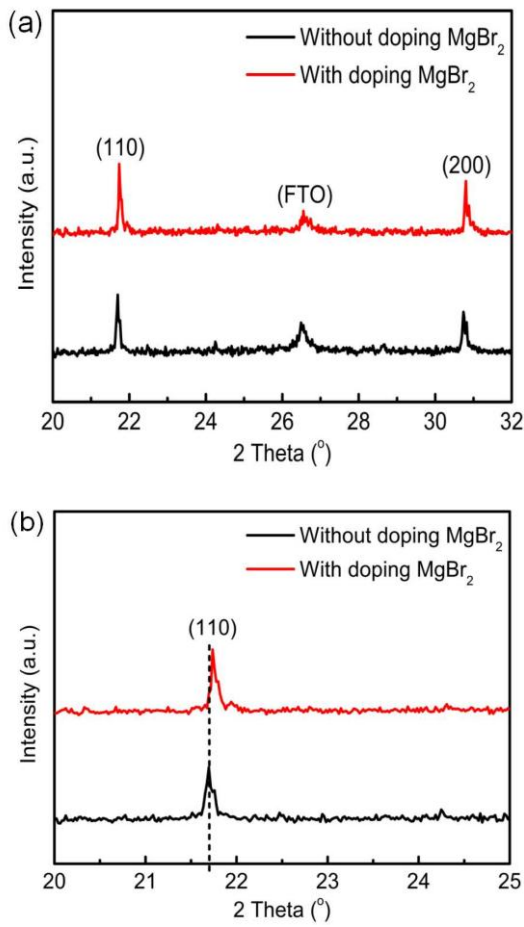 (a)
Without doping MgBr2
With doping MgBr2
(110)
(FTO)
(200)
Intensity (a.u.)
20 22 24 26 28 30 32
2 Theta (°)
(b)
Without doping MgBr2
With doping MgBr2
(110)
Intensity (a.u.)
20 21 22 23 24 25
2 Theta (°)